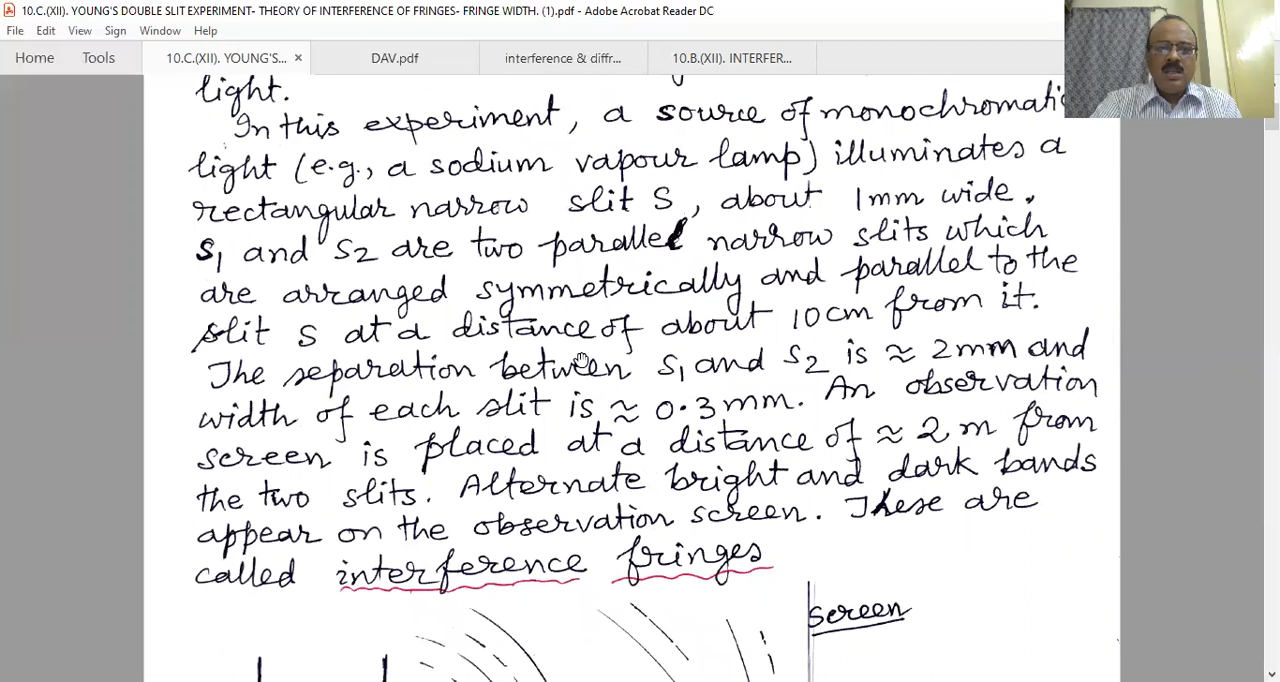 10.C.(XII). YOUNG'S DOUBLE SLIT EXPERIMENT- THEORY OF INTERFERENCE OF FRINGES- FRINGE WIDTH. (1).pdf - Adobe Acrobat Reader DC
File Edit View Sign Window Help
Home Tools 10.C.(XII). YOUNG'S... × DAV.pdf interference & diffr... 10.B.(XII). INTERFER...
light.
In this experiment, a source of monochromati
light (e.g., a sodium vapour lamp) illuminates a
rectangular narrow slit S, about 1mm wide.
S1 and S2 are two parallel narrow slits which
are arranged symmetrically and parallel to the
slit S at a distance of about 10cm from it.
The separation between S1 and S2 is ≈ 2mm and
width of each slit is ≈ 0.3mm. An observation
screen is placed at a distance of ≈ 2m from
the two slits. Alternate bright and dark bands
appear on the observation screen. These are
called interference fringes
screen